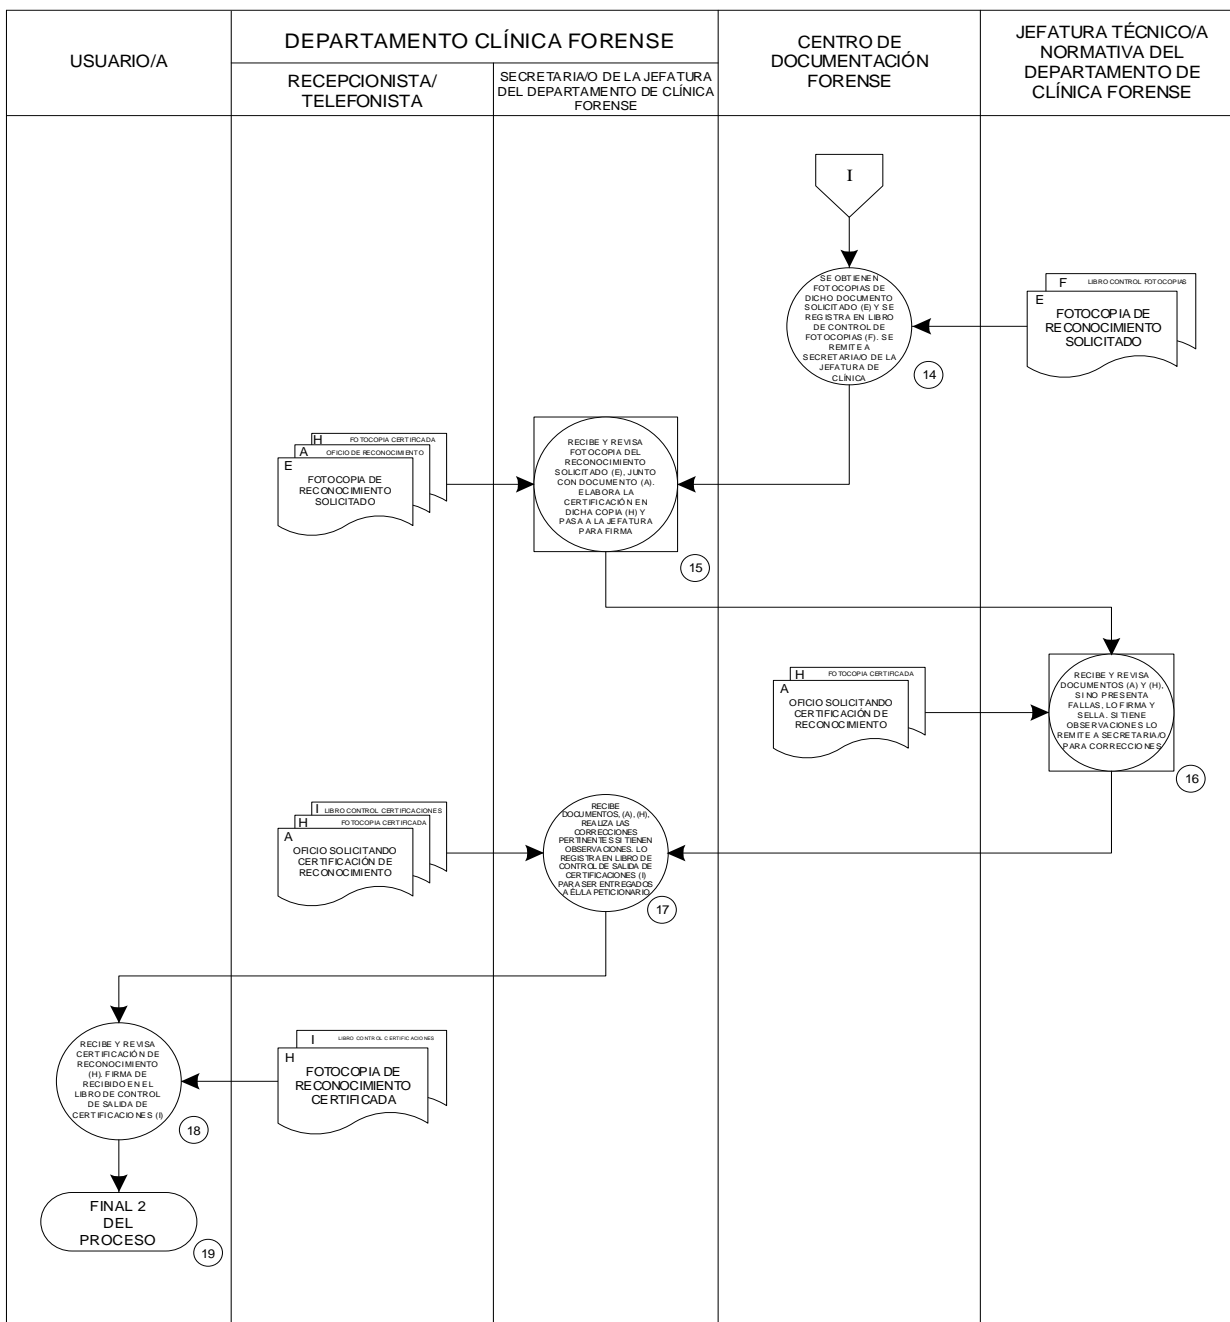 USUARIO/A
DEPARTAMENTO CLÍNICA FORENSE
RECEPCIONISTA/
TELEFONISTA
SECRETARIA/O DE LA JEFATURA
DEL DEPARTAMENTO DE CLÍNICA
FORENSE
CENTRO DE
DOCUMENTACIÓN
FORENSE
JEFATURA TÉCNICO/A
NORMATIVA DEL
DEPARTAMENTO DE
CLÍNICA FORENSE
I
SE OBTIENEN
FOTOCOPIAS DE
DICHO DOCUMENTO
SOLICITADO (E) Y SE
REGISTRA EN LIBRO
DE CONTROL DE
FOTOCOPIAS (F). SE
REMITE A
SECRETARIA/O DE LA
JEFATURA DE
CLÍNICA
14
F LIBRO CONTROL FOTOCOPIAS
E
FOTOCOPIA DE
RECONOCIMIENTO
SOLICITADO
H FOTOCOPIA CERTIFICADA
A OFICIO DE RECONOCIMIENTO
E
FOTOCOPIA DE
RECONOCIMIENTO
SOLICITADO
RECIBE Y REVISA
FOTOCOPIA DEL
RECONOCIMIENTO
SOLICITADO (E), JUNTO
CON DOCUMENTO (A).
ELABORA LA
CERTIFICACIÓN EN
DICHA COPIA (H) Y
PASA A LA JEFATURA
PARA FIRMA
15
H FOTOCOPIA CERTIFICADA
A
OFICIO SOLICITANDO
CERTIFICACIÓN DE
RECONOCIMIENTO
RECIBE Y REVISA
DOCUMENTOS (A) Y (H),
SI NO PRESENTA
FALLAS, LO FIRMA Y
SELLA. SI TIENE
OBSERVACIONES LO
REMITE A SECRETARIA/O
PARA CORRECCIONES
16
I LIBRO CONTROL CERTIFICACIONES
H FOTOCOPIA CERTIFICADA
A
OFICIO SOLICITANDO
CERTIFICACIÓN DE
RECONOCIMIENTO
RECIBE
DOCUMENTOS, (A), (H),
REALIZA LAS
CORRECCIONES
PERTINENTES SI TIENEN
OBSERVACIONES. LO
REGISTRA EN LIBRO DE
CONTROL DE SALIDA DE
CERTIFICACIONES (I)
PARA SER ENTREGADOS
A ÉL/LA PETICIONARIO
17
RECIBE Y REVISA
CERTIFICACIÓN DE
RECONOCIMIENTO
(H). FIRMA DE
RECIBIDO EN EL
LIBRO DE CONTROL
DE SALIDA DE
CERTIFICACIONES (I)
18
I LIBRO CONTROL CERTIFICACIONES
H
FOTOCOPIA DE
RECONOCIMIENTO
CERTIFICADA
FINAL 2
DEL
PROCESO
19